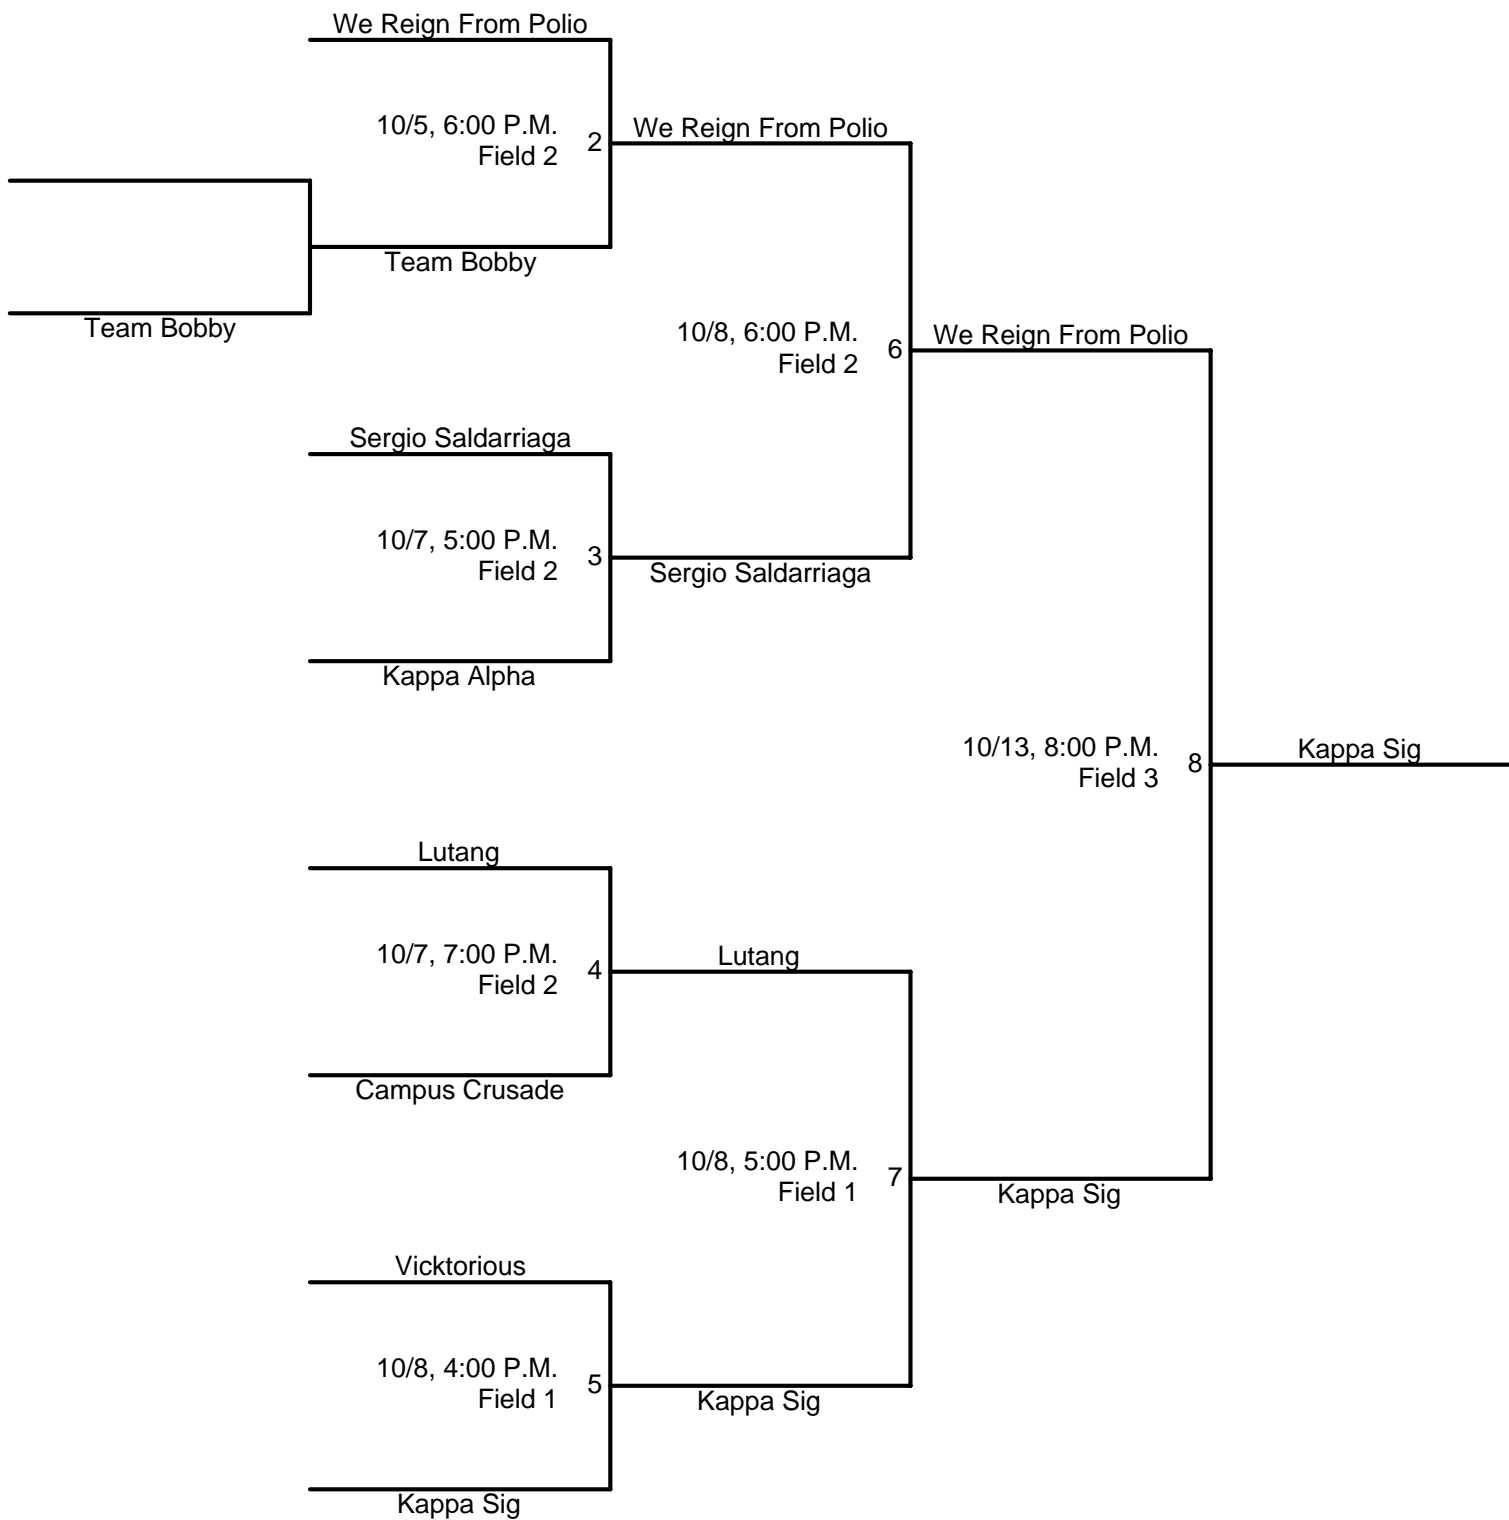 We Reign From Polio
10/5, 6:00 P.M.
Field 2
2
We Reign From Polio
Team Bobby
Team Bobby
10/8, 6:00 P.M.
Field 2
6
We Reign From Polio
Sergio Saldarriaga
10/7, 5:00 P.M.
Field 2
3
Sergio Saldarriaga
Kappa Alpha
10/13, 8:00 P.M.
Field 3
8
Kappa Sig
Lutang
10/7, 7:00 P.M.
Field 2
4
Lutang
Campus Crusade
10/8, 5:00 P.M.
Field 1
7
Kappa Sig
Vicktorious
10/8, 4:00 P.M.
Field 1
5
Kappa Sig
Kappa Sig